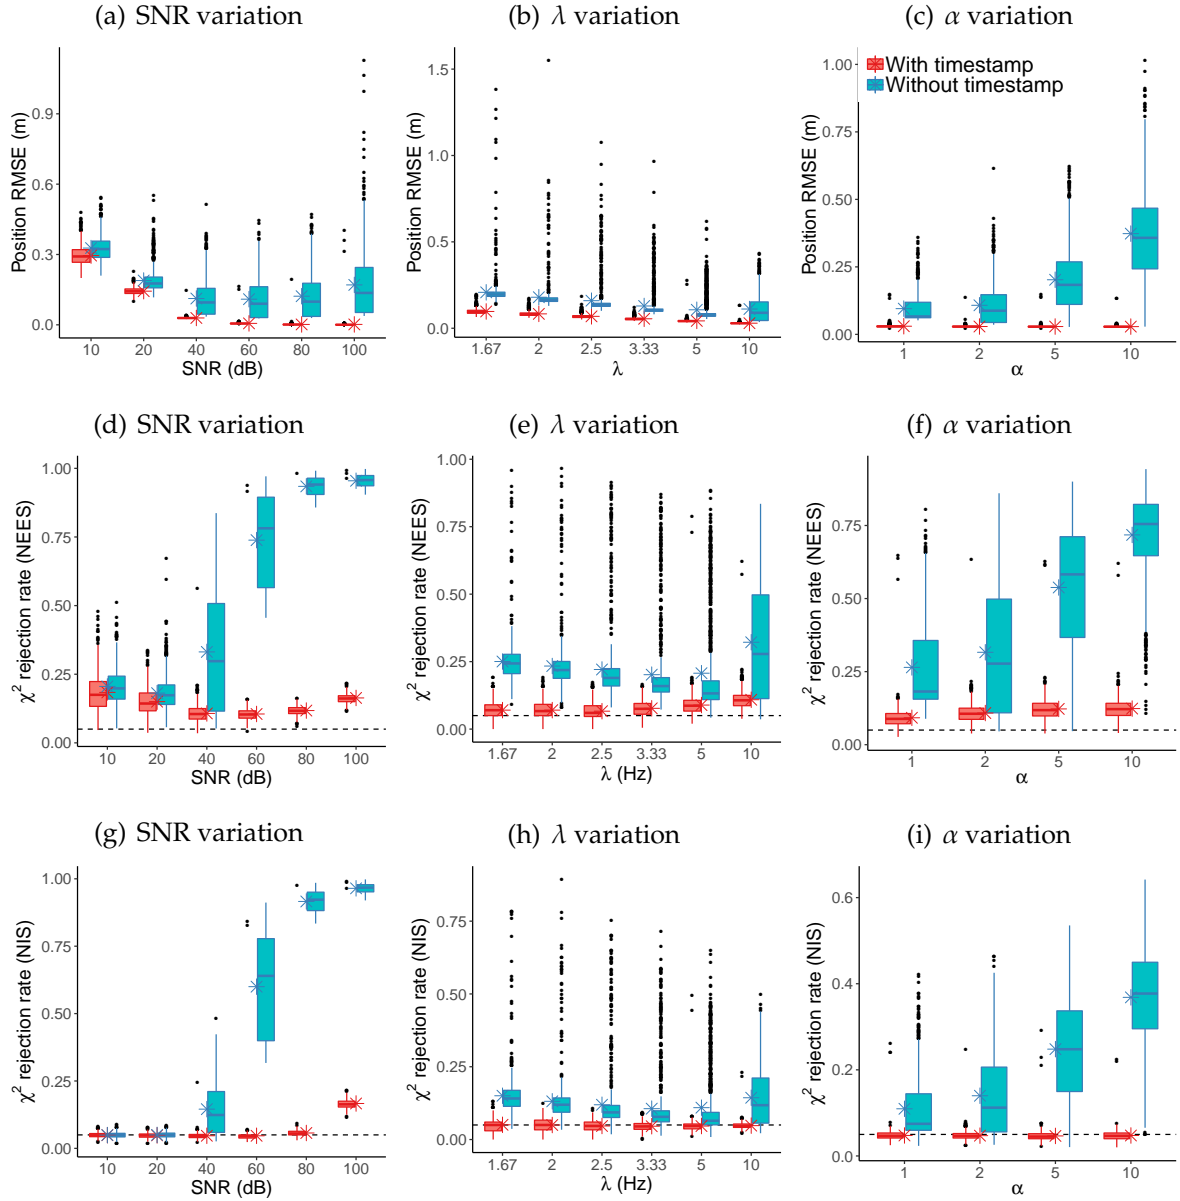 (a) SNR variation
(b) λ variation
(c) α variation
Position RMSE (m)
0.9
0.6
0.3
0.0
10 20 40 60 80 100
SNR (dB)
Position RMSE (m)
1.5
1.0
0.5
0.0
1.67 2 2.5 3.33 5 10
λ
Position RMSE (m)
1.00
0.75
0.50
0.25
0.00
1 2 5 10
α
With timestamp
Without timestamp
(d) SNR variation
(e) λ variation
(f) α variation
χ² rejection rate (NEES)
1.00
0.75
0.50
0.25
0.00
10 20 40 60 80 100
SNR (dB)
χ² rejection rate (NEES)
1.00
0.75
0.50
0.25
0.00
1.67 2 2.5 3.33 5 10
λ (Hz)
χ² rejection rate (NEES)
0.75
0.50
0.25
0.00
1 2 5 10
α
(g) SNR variation
(h) λ variation
(i) α variation
χ² rejection rate (NIS)
1.00
0.75
0.50
0.25
0.00
10 20 40 60 80 100
SNR (dB)
χ² rejection rate (NIS)
0.75
0.50
0.25
0.00
1.67 2 2.5 3.33 5 10
λ (Hz)
χ² rejection rate (NIS)
0.6
0.4
0.2
0.0
1 2 5 10
α